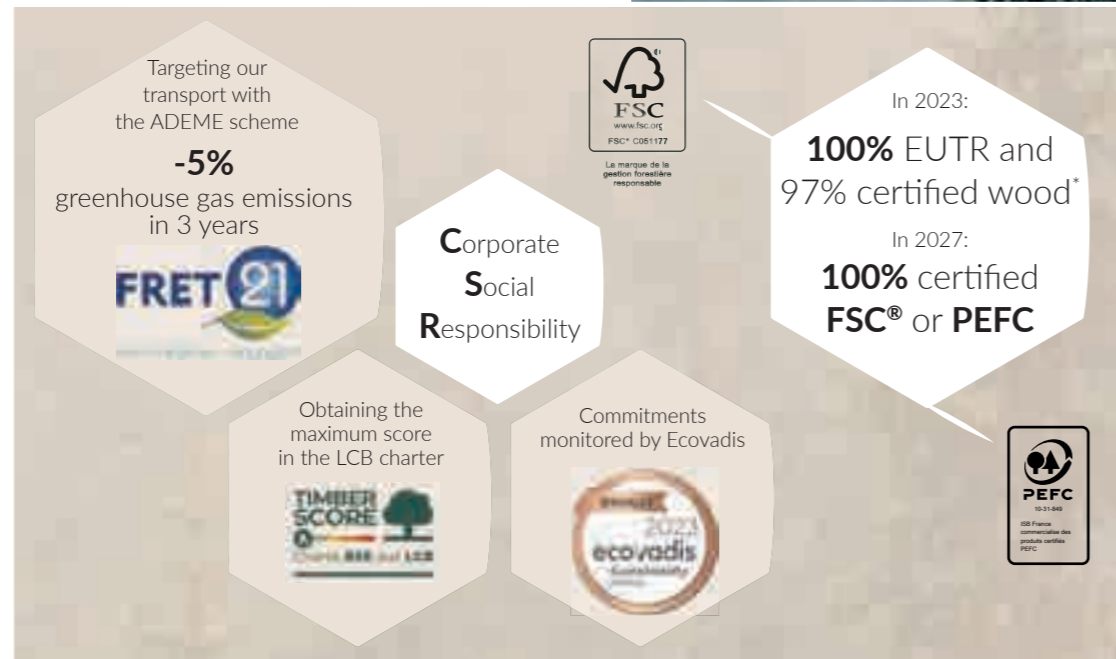 Targeting our
transport with
the ADEME scheme
-5%
greenhouse gas emissions
in 3 years
FRET 21
Corporate
Social
Responsibility
FSC
www.fsc.org
FSC® C051177
La marque de la
gestion forestière
responsable
In 2023:
100% EUTR and
97% certified wood*
In 2027:
100% certified
FSC® or PEFC
Obtaining the
maximum score
in the LCB charter
TIMBER
SCORE
A
LCB
Commitments
monitored by Ecovadis
2023
ecovadis
Sustainability
PEFC
10-31-849
ISB France
commercialise des
produits certifiés
PEFC